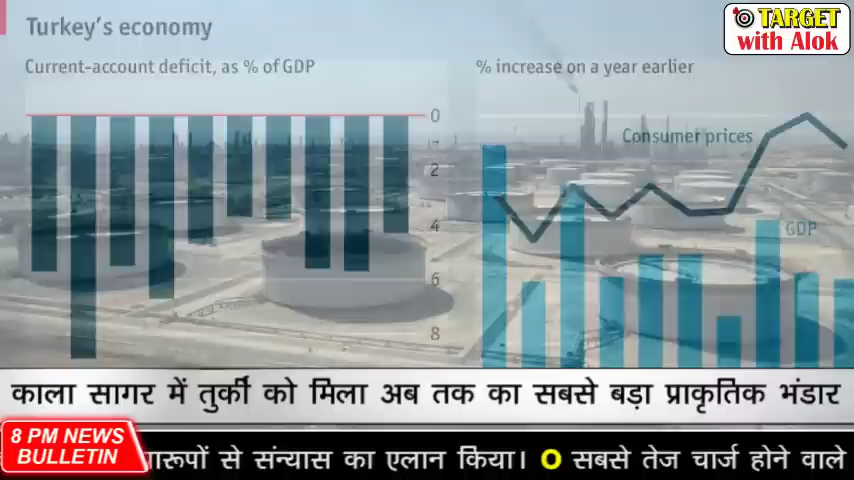 TARGET
with Alok
Turkey's economy
Current-account deficit, as % of GDP
% increase on a year earlier
0
2
4
6
8
Consumer prices
GDP
काला सागर में तुर्की को मिला अब तक का सबसे बड़ा प्राकृतिक भंडार
8 PM NEWS
BULLETIN
से संन्यास का एलान किया। O सबसे तेज चार्ज होने वाले